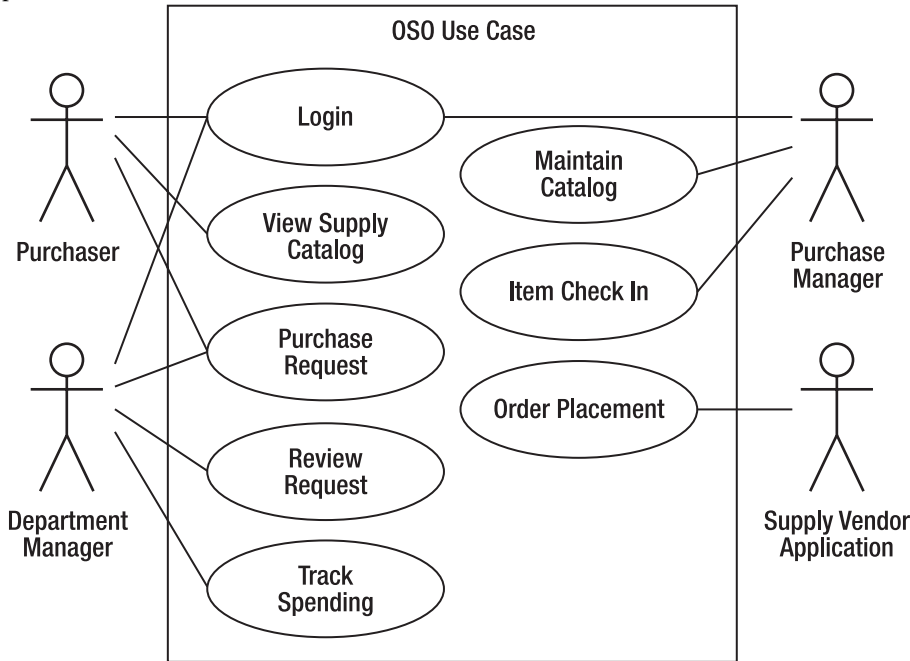 OSO Use Case
Login
Maintain
Catalog
Purchaser
View Supply
Catalog
Purchase
Manager
Item Check In
Purchase
Request
Order Placement
Review
Request
Department
Manager
Supply Vendor
Application
Track
Spending